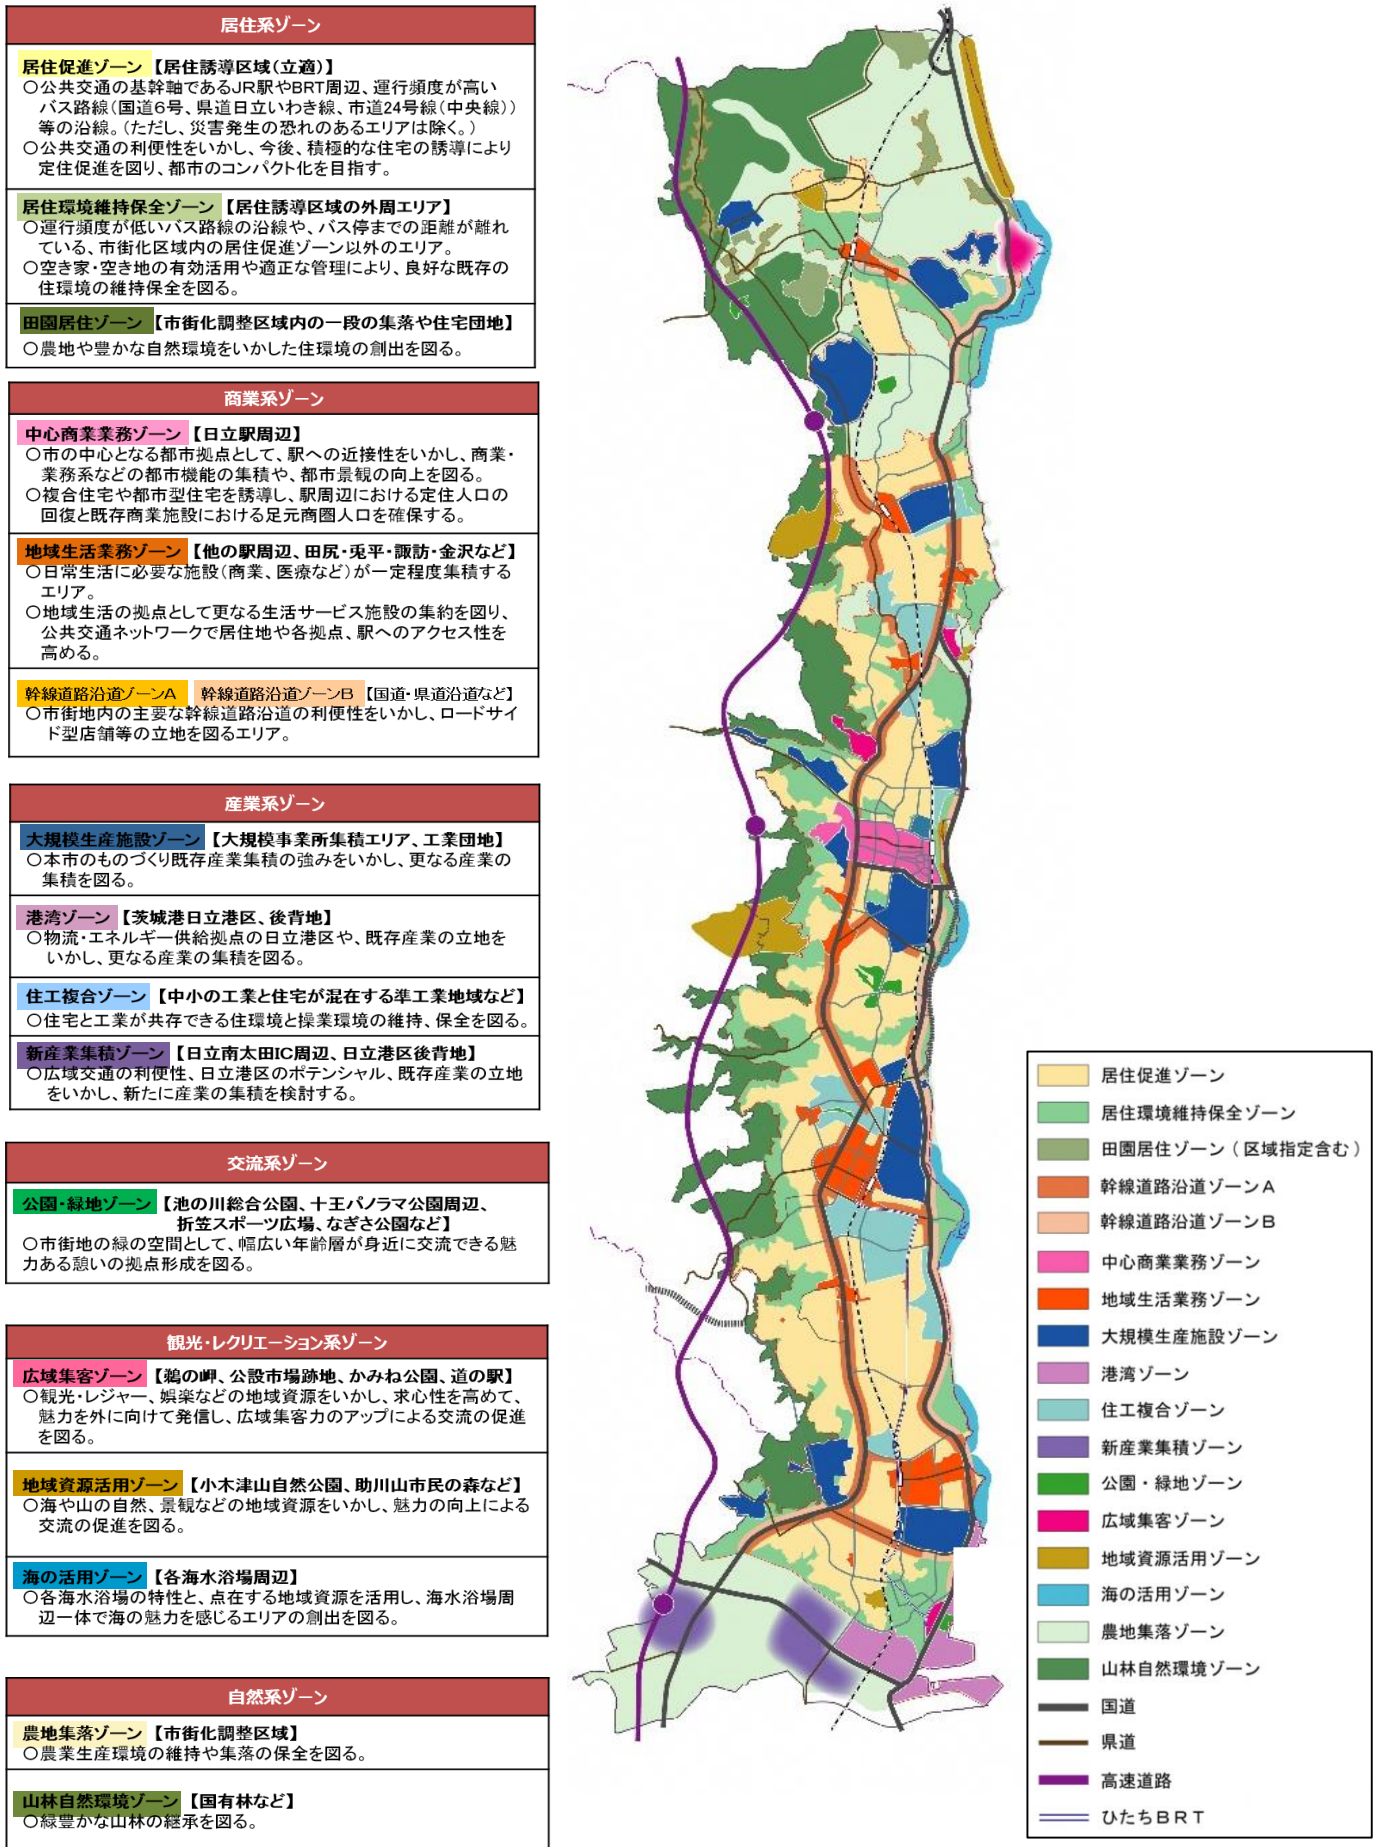 居住系ゾーン
居住促進ゾーン【居住誘導区域(立適)】
○公共交通の基幹軸であるJR駅やBRT周辺、運行頻度が高い
バス路線(国道6号、県道日立いわき線、市道24号線(中央線))
等の沿線。(ただし、災害発生の恐れのあるエリアは除く。)
○公共交通の利便性をいかし、今後、積極的な住宅の誘導により
定住促進を図り、都市のコンパクト化を目指す。
居住環境維持保全ゾーン【居住誘導区域の外周エリア】
○運行頻度が低いバス路線の沿線や、バス停までの距離が離れ
ている、市街化区域内の居住促進ゾーン以外のエリア。
○空き家・空き地の有効活用や適正な管理により、良好な既存の
住環境の維持保全を図る。
田園居住ゾーン【市街化調整区域内の一段の集落や住宅団地】
○農地や豊かな自然環境をいかした住環境の創出を図る。
商業系ゾーン
中心商業業務ゾーン【日立駅周辺】
○市の中心となる都市拠点として、駅への近接性をいかし、商業・
業務系などの都市機能の集積や、都市景観の向上を図る。
○複合住宅や都市型住宅を誘導し、駅周辺における定住人口の
回復と既存商業施設における足元商圏人口を確保する。
地域生活業務ゾーン【他の駅周辺、田尻・兎平・諏訪・金沢など】
○日常生活に必要な施設(商業、医療など)が一定程度集積する
エリア。
○地域生活の拠点として更なる生活サービス施設の集約を図り、
公共交通ネットワークで居住地や各拠点、駅へのアクセス性を
高める。
幹線道路沿道ゾーンA 幹線道路沿道ゾーンB【国道・県道沿道など】
○市街地内の主要な幹線道路沿道の利便性をいかし、ロードサイ
ド型店舗等の立地を図るエリア。
産業系ゾーン
大規模生産施設ゾーン【大規模事業所集積エリア、工業団地】
○本市のものづくり既存産業集積の強みをいかし、更なる産業の
集積を図る。
港湾ゾーン【茨城港日立港区、後背地】
○物流・エネルギー供給拠点の日立港区や、既存産業の立地を
いかし、更なる産業の集積を図る。
住工複合ゾーン【中小の工業と住宅が混在する準工業地域など】
○住宅と工業が共存できる住環境と操業環境の維持、保全を図る。
新産業集積ゾーン【日立南太田IC周辺、日立港区後背地】
○広域交通の利便性、日立港区のポテンシャル、既存産業の立地
をいかし、新たに産業の集積を検討する。
交流系ゾーン
公園・緑地ゾーン【池の川総合公園、十王パノラマ公園周辺、
折笠スポーツ広場、なぎさ公園など】
○市街地の緑の空間として、幅広い年齢層が身近に交流できる魅
力ある憩いの拠点形成を図る。
観光・レクリエーション系ゾーン
広域集客ゾーン【鵜の岬、公設市場跡地、かみね公園、道の駅】
○観光・レジャー、娯楽などの地域資源をいかし、求心性を高めて、
魅力を外に向けて発信し、広域集客力のアップによる交流の促進
を図る。
地域資源活用ゾーン【小木津山自然公園、助川山市民の森など】
○海や山の自然、景観などの地域資源をいかし、魅力の向上による
交流の促進を図る。
海の活用ゾーン【各海水浴場周辺】
○各海水浴場の特性と、点在する地域資源を活用し、海水浴場周
辺一体で海の魅力を感じるエリアの創出を図る。
自然系ゾーン
農地集落ゾーン【市街化調整区域】
○農業生産環境の維持や集落の保全を図る。
山林自然環境ゾーン【国有林など】
○緑豊かな山林の継承を図る。
居住促進ゾーン
居住環境維持保全ゾーン
田園居住ゾーン(区域指定含む)
幹線道路沿道ゾーンA
幹線道路沿道ゾーンB
中心商業業務ゾーン
地域生活業務ゾーン
大規模生産施設ゾーン
港湾ゾーン
住工複合ゾーン
新産業集積ゾーン
公園・緑地ゾーン
広域集客ゾーン
地域資源活用ゾーン
海の活用ゾーン
農地集落ゾーン
山林自然環境ゾーン
国道
県道
高速道路
ひたちBRT